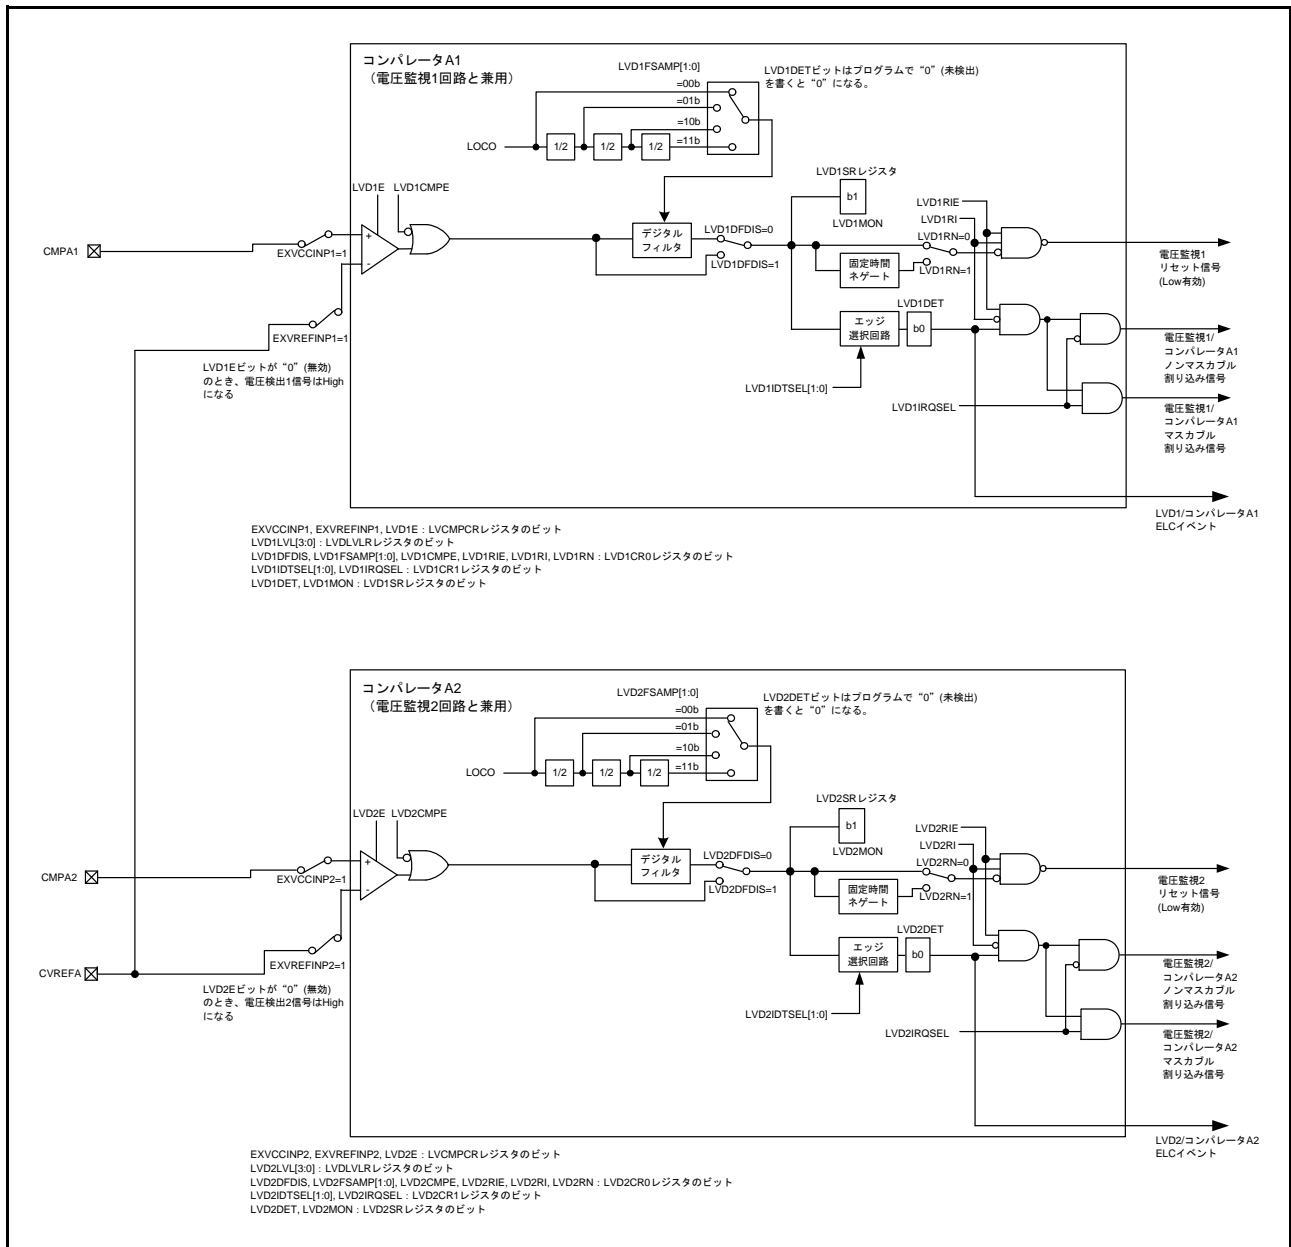 コンパレータA1
（電圧監視1回路と兼用）
LVD1FSAMP[1:0]
=00b
=01b
=10b
=11b
LOCO
1/2
1/2
1/2
LVD1DETビットはプログラムで“0”(未検出)
を書くと“0”になる。
LVD1E
LVD1CMPE
CMPA1
EXVCCINP1=1
+
-
EXVREFINP1=1
LVD1Eビットが“0”(無効)
のとき、電圧検出1信号はHigh
になる
デジタル
フィルタ
LVD1DFDIS=0
LVD1DFDIS=1
LVD1SRレジスタ
b1
LVD1MON
LVD1RIE
LVD1RI
LVD1RN=0
固定時間
ネゲート
LVD1RN=1
LVD1DET
エッジ
選択回路
b0
LVD1IDTSEL[1:0]
LVD1IRQSEL
電圧監視1
リセット信号
(Low有効)
電圧監視1/
コンパレータA1
ノンマスカブル
割り込み信号
電圧監視1/
コンパレータA1
マスカブル
割り込み信号
LVD1/コンパレータA1
ELCイベント
EXVCCINP1, EXVREFINP1, LVD1E : LVCMPCRレジスタのビット
LVD1LVL[3:0] : LVDLVLRレジスタのビット
LVD1DFDIS, LVD1FSAMP[1:0], LVD1CMPE, LVD1RIE, LVD1RI, LVD1RN : LVD1CR0レジスタのビット
LVD1IDTSEL[1:0], LVD1IRQSEL : LVD1CR1レジスタのビット
LVD1DET, LVD1MON : LVD1SRレジスタのビット
コンパレータA2
（電圧監視2回路と兼用）
LVD2FSAMP[1:0]
=00b
=01b
=10b
=11b
LOCO
1/2
1/2
1/2
LVD2DETビットはプログラムで“0”(未検出)
を書くと“0”になる。
LVD2E
LVD2CMPE
CMPA2
EXVCCINP2=1
+
-
CVREFA
EXVREFINP2=1
LVD2Eビットが“0”(無効)
のとき、電圧検出2信号はHigh
になる
デジタル
フィルタ
LVD2DFDIS=0
LVD2DFDIS=1
LVD2SRレジスタ
b1
LVD2MON
LVD2RIE
LVD2RI
LVD2RN=0
固定時間
ネゲート
LVD2RN=1
LVD2DET
エッジ
選択回路
b0
LVD2IDTSEL[1:0]
LVD2IRQSEL
電圧監視2
リセット信号
(Low有効)
電圧監視2/
コンパレータA2
ノンマスカブル
割り込み信号
電圧監視2/
コンパレータA2
マスカブル
割り込み信号
LVD2/コンパレータA2
ELCイベント
EXVCCINP2, EXVREFINP2, LVD2E : LVCMPCRレジスタのビット
LVD2LVL[3:0] : LVDLVLRレジスタのビット
LVD2DFDIS, LVD2FSAMP[1:0], LVD2CMPE, LVD2RIE, LVD2RI, LVD2RN : LVD2CR0レジスタのビット
LVD2IDTSEL[1:0], LVD2IRQSEL : LVD2CR1レジスタのビット
LVD2DET, LVD2MON : LVD2SRレジスタのビット